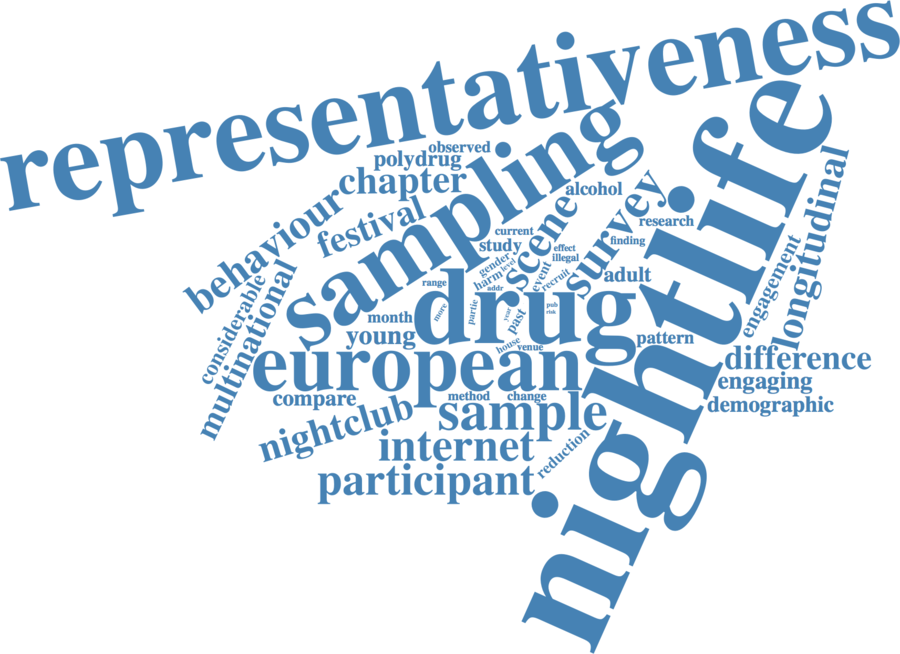 representativeness
nightlife
observed
polydrug
sampling
chapter
alcohol
longitudinal
behaviour
festival
scene
survey
research
current
study
effect
finding
illegal
gender
level
harm
event
recruit
adult
engagement
considerable
multinational
range
addr
drug
more
partie
year
past
pub
risk
month
young
house
venue
pattern
european
difference
engaging
compare
method
change
demographic
nightclub
sample
internet
reduction
participant